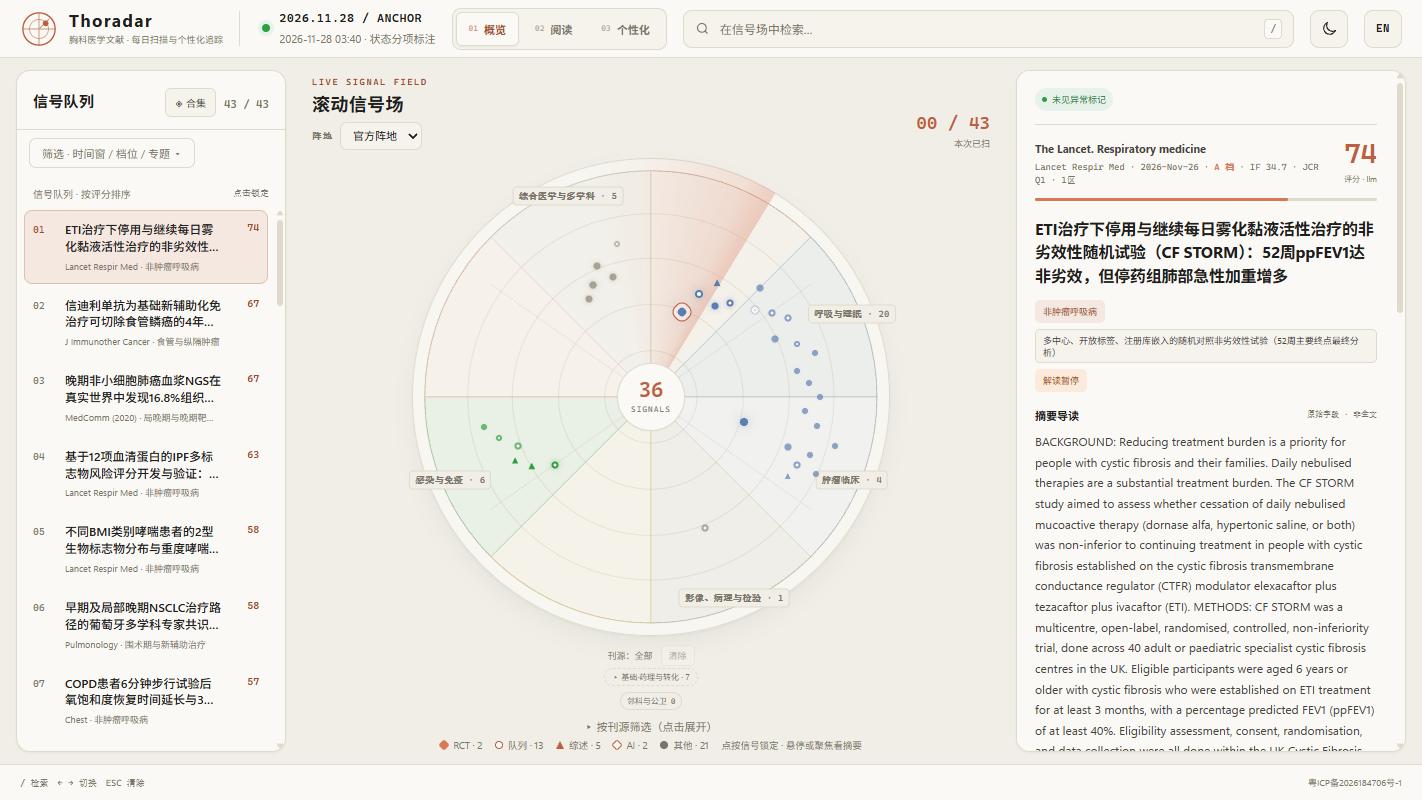 Thoradar
胸科医学文献 · 每日扫描与个性化追踪
2026.11.28 / ANCHOR
2026-11-28 03:40 · 状态分项标注
01 概览
02 阅读
03 个性化
在信号场中检索...
/
EN
信号队列
◈ 合集
43 / 43
筛选 · 时间窗 / 档位 / 专题
信号队列 · 按评分排序
点击锁定
01
ETI治疗下停用与继续每日雾
化黏液活性治疗的非劣效性...
74
Lancet Respir Med · 非肿瘤呼吸病
02
信迪利单抗为基础新辅助化免
治疗可切除食管鳞癌的4年...
67
J Immunother Cancer · 食管与纵隔肿瘤
03
晚期非小细胞肺癌血浆NGS在
真实世界中发现16.8%组织...
67
MedComm (2020) · 局晚期与晚期靶...
04
基于12项血清蛋白的IPF多标
志物风险评分开发与验证：...
63
Lancet Respir Med · 非肿瘤呼吸病
05
不同BMI类别哮喘患者的2型
生物标志物分布与重度哮喘...
58
Lancet Respir Med · 非肿瘤呼吸病
06
早期及局部晚期NSCLC治疗路
径的葡萄牙多学科专家共识...
58
Pulmonology · 围术期与新辅助治疗
07
COPD患者6分钟步行试验后
氧饱和度恢复时间延长与3...
57
Chest · 非肿瘤呼吸病
LIVE SIGNAL FIELD
滚动信号场
阵地
官方阵地
00 / 43
本次已扫
综合医学与多学科 · 5
呼吸与睡眠 · 20
36
SIGNALS
感染与免疫 · 6
肿瘤临床 · 4
影像、病理与检验 · 1
刊源：全部
清除
▸ 基础·药理与转化 · 7
邻科与公卫 0
▸ 按刊源筛选（点击展开）
RCT · 2
队列 · 13
综述 · 5
AI · 2
其他 · 21
点按信号锁定 · 悬停或聚焦看摘要
未见异常标记
The Lancet. Respiratory medicine
Lancet Respir Med · 2026-Nov-26 · A 档 · IF 34.7 · JCR
Q1 · 1区
74
评分 · llm
ETI治疗下停用与继续每日雾化黏液活性治疗的非
劣效性随机试验（CF STORM）：52周ppFEV1达
非劣效，但停药组肺部急性加重增多
非肿瘤呼吸病
多中心、开放标签、注册库嵌入的随机对照非劣效性试验（52周主要终点最终分
析）
解读暂停
摘要导读
原始字段 · 非全文
BACKGROUND: Reducing treatment burden is a priority for
people with cystic fibrosis and their families. Daily nebulised
therapies are a substantial treatment burden. The CF STORM
study aimed to assess whether cessation of daily nebulised
mucoactive therapy (dornase alfa, hypertonic saline, or both)
was non-inferior to continuing treatment in people with cystic
fibrosis established on the cystic fibrosis transmembrane
conductance regulator (CTFR) modulator elexacaftor plus
tezacaftor plus ivacaftor (ETI). METHODS: CF STORM was a
multicentre, open-label, randomised, controlled, non-inferiority
trial, done across 40 adult or paediatric specialist cystic fibrosis
centres in the UK. Eligible participants were aged 6 years or
older with cystic fibrosis who were established on ETI treatment
for at least 3 months, with a percentage predicted FEV1 (ppFEV1)
of at least 40%. Eligibility assessment, consent, randomisation,
and data collection were all done within the UK Cystic Fibrosis
/ 检索
← → 切换
ESC 清除
粤ICP备2026184706号-1